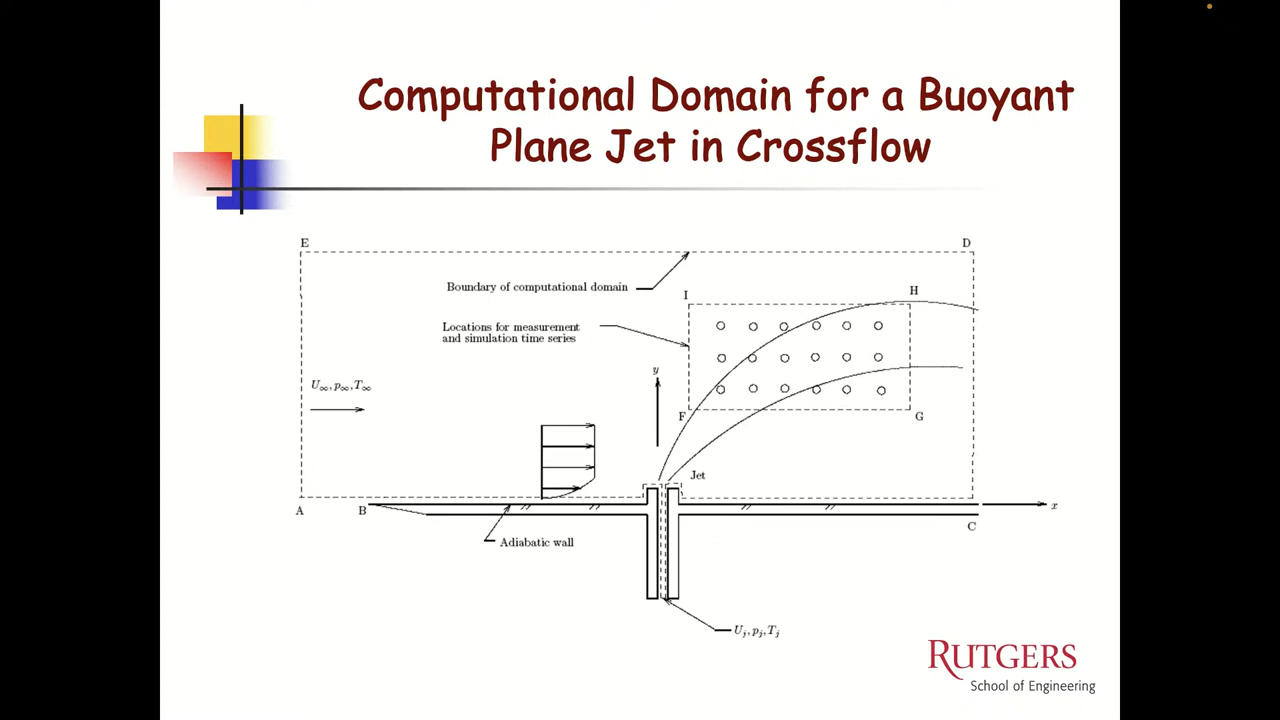 Computational Domain for a Buoyant
Plane Jet in Crossflow
E
D
Boundary of computational domain
I
H
Locations for measurement
and simulation time series
y
U∞, p∞, T∞
F
G
Jet
A
B
x
C
Adiabatic wall
Uj, pj, Tj
RUTGERS
School of Engineering